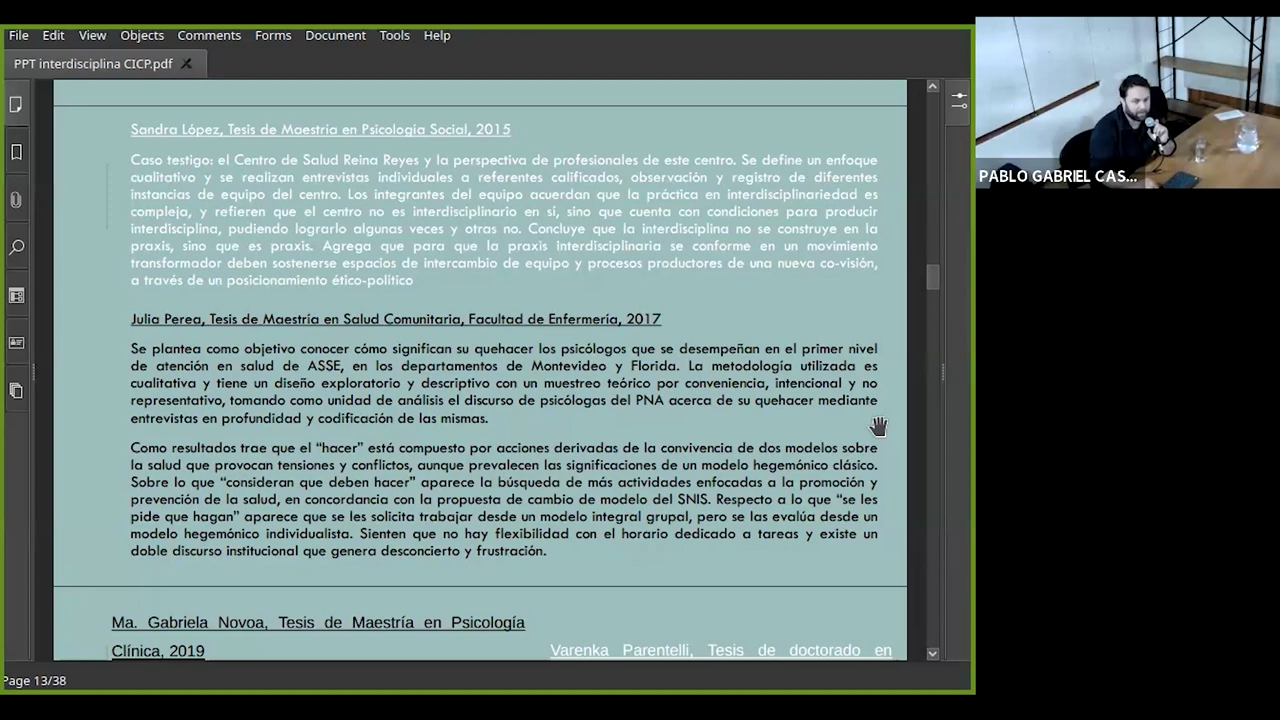 File Edit View Objects Comments Forms Document Tools Help
PPT interdisciplina CICP.pdf
Sandra López, Tesis de Maestría en Psicología Social, 2015
Caso testigo: el Centro de Salud Reina Reyes y la perspectiva de profesionales de este centro. Se define un enfoque
cualitativo y se realizan entrevistas individuales a referentes calificados, observación y registro de diferentes
instancias de equipo del centro. Los integrantes del equipo acuerdan que la práctica en interdisciplinariedad es
compleja, y refieren que el centro no es interdisciplinario en sí, sino que cuenta con condiciones para producir
interdisciplina, pudiendo lograrlo algunas veces y otras no. Concluye que la interdisciplina no se construye en la
praxis, sino que es praxis. Agrega que para que la praxis interdisciplinaria se conforme en un movimiento
transformador deben sostenerse espacios de intercambio de equipo y procesos productores de una nueva co-visión,
a través de un posicionamiento ético-político
Julia Perea, Tesis de Maestría en Salud Comunitaria, Facultad de Enfermería, 2017
Se plantea como objetivo conocer cómo significan su quehacer los psicólogos que se desempeñan en el primer nivel
de atención en salud de ASSE, en los departamentos de Montevideo y Florida. La metodología utilizada es
cualitativa y tiene un diseño exploratorio y descriptivo con un muestreo teórico por conveniencia, intencional y no
representativo, tomando como unidad de análisis el discurso de psicólogas del PNA acerca de su quehacer mediante
entrevistas en profundidad y codificación de las mismas.
Como resultados trae que el “hacer” está compuesto por acciones derivadas de la convivencia de dos modelos sobre
la salud que provocan tensiones y conflictos, aunque prevalecen las significaciones de un modelo hegemónico clásico.
Sobre lo que “consideran que deben hacer” aparece la búsqueda de más actividades enfocadas a la promoción y
prevención de la salud, en concordancia con la propuesta de cambio de modelo del SNIS. Respecto a lo que “se les
pide que hagan” aparece que se les solicita trabajar desde un modelo integral grupal, pero se las evalúa desde un
modelo hegemónico individualista. Sienten que no hay flexibilidad con el horario dedicado a tareas y existe un
doble discurso institucional que genera desconcierto y frustración.
Ma. Gabriela Novoa, Tesis de Maestría en Psicología
Clínica, 2019
Varenka Parentelli, Tesis de doctorado en
Page 13/38
PABLO GABRIEL CAS...